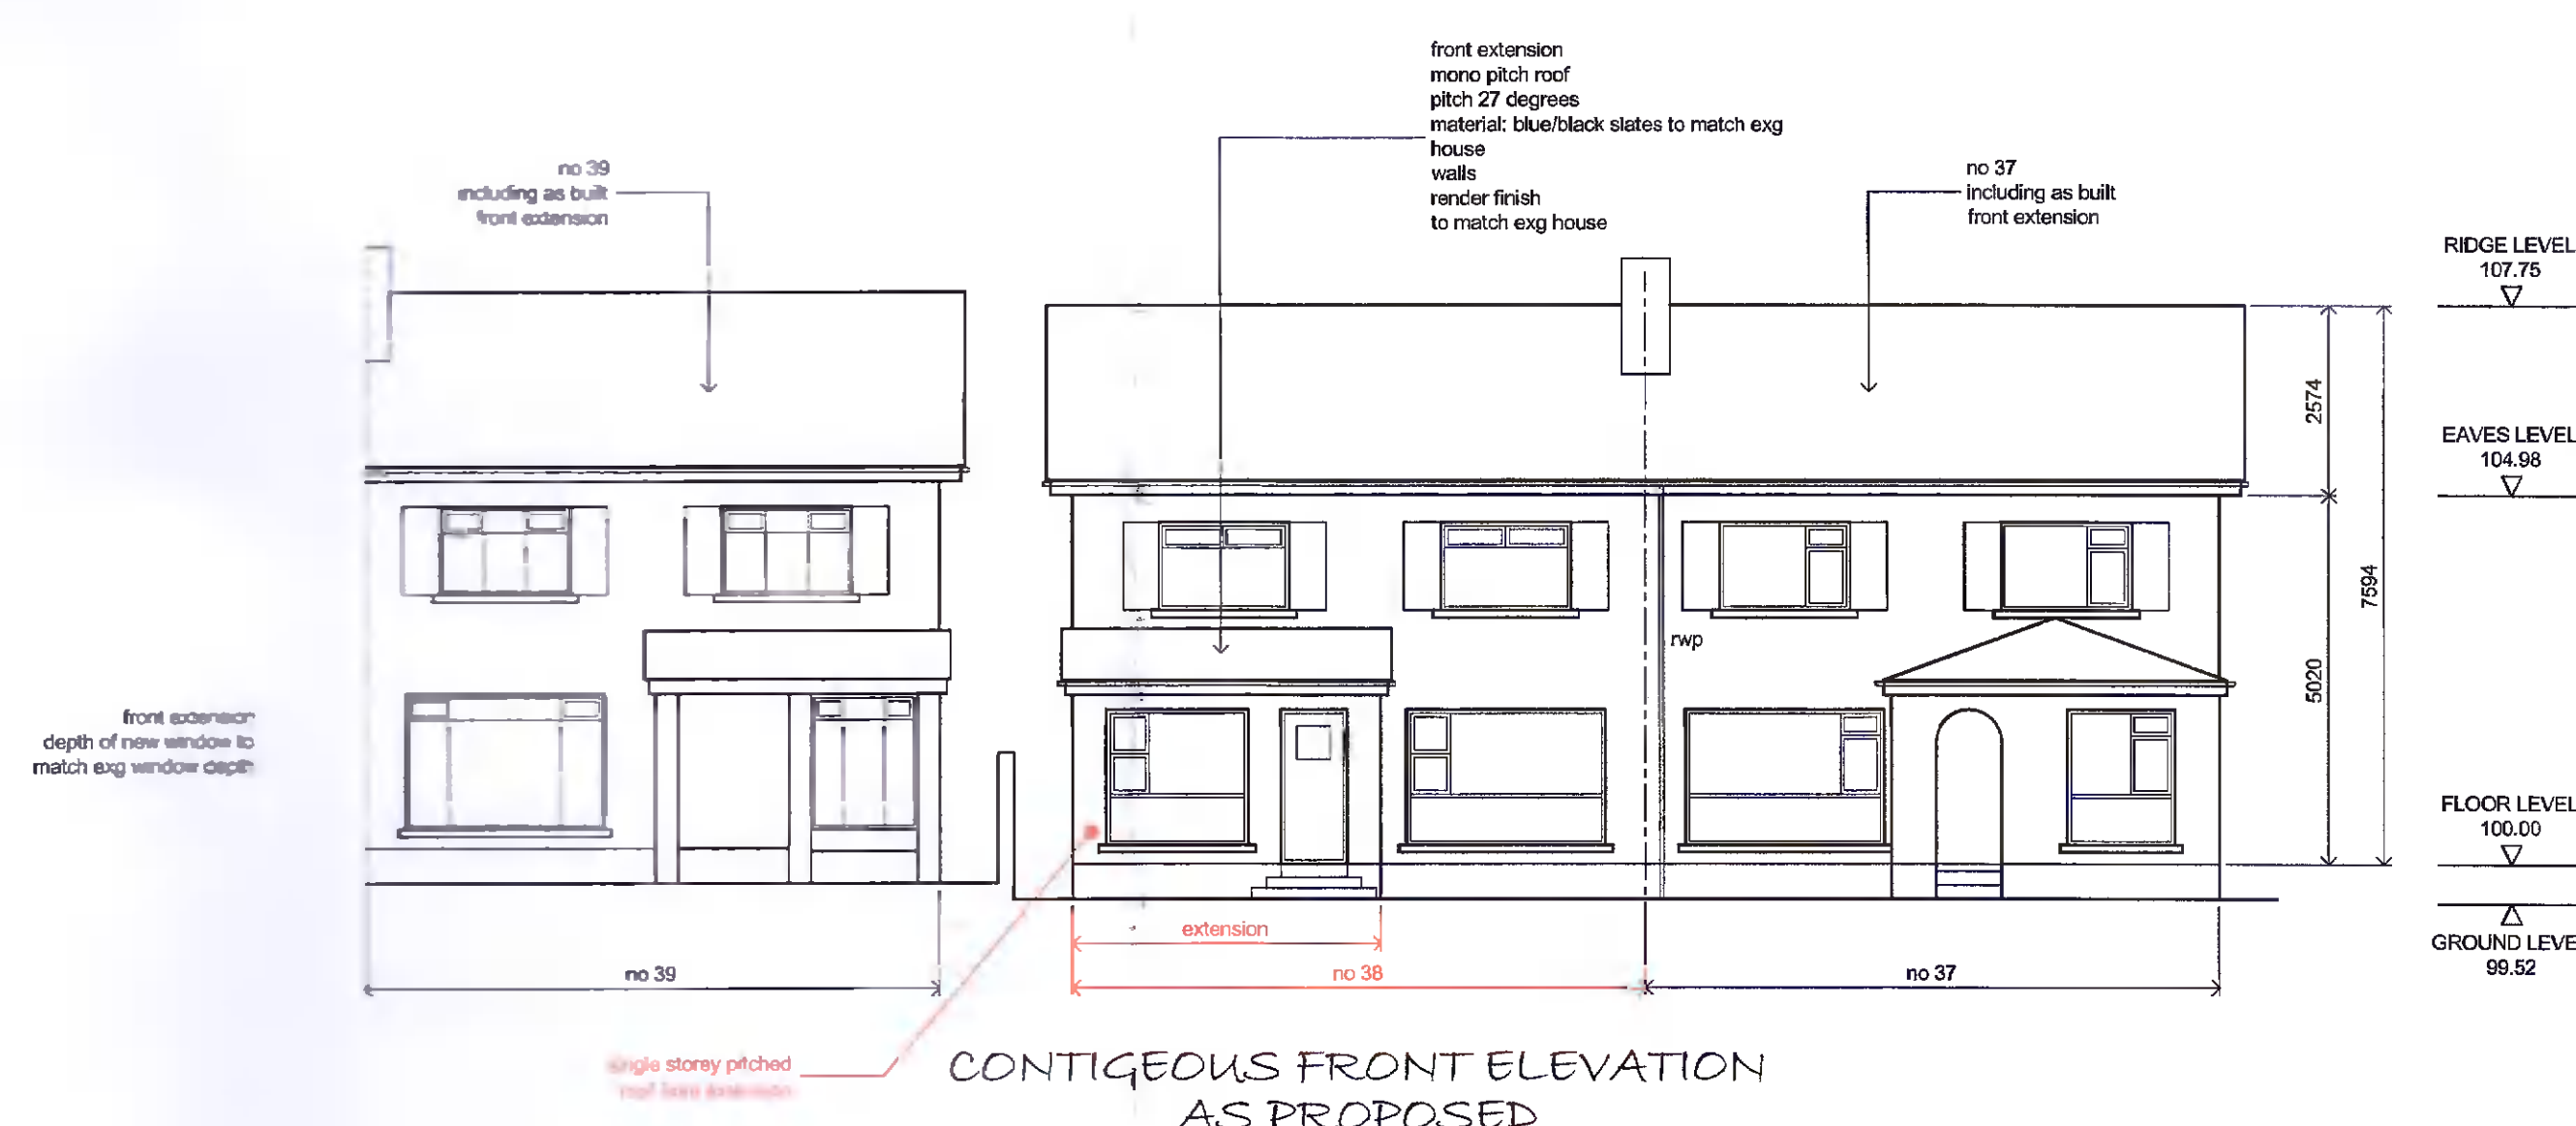 front extension
mono pitch roof
pitch 27 degrees
material: blue/black slates to match exg
house
walls
render finish
to match exg house
no 39
including as built
front extension
no 37
including as built
front extension
RIDGE LEVEL
107.75
EAVES LEVEL
104.98
FLOOR LEVEL
100.00
GROUND LEVE
99.52
2574
5020
7594
rwp
front extension
depth of new window to
match exg window depth
extension
no 39
no 38
no 37
single storey pitched
roof front extension
CONTIGEOUS FRONT ELEVATION
AS PROPOSED